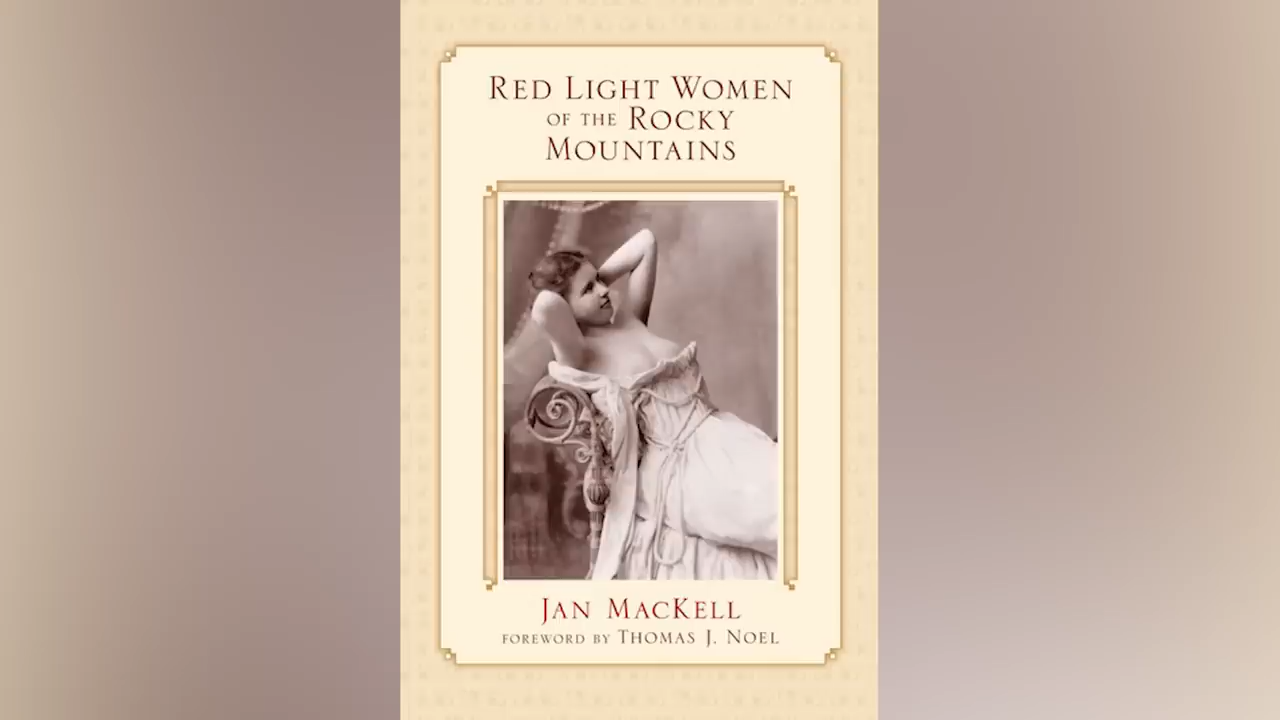 RED LIGHT WOMEN
OF THE ROCKY
MOUNTAINS
JAN MACKELL
FOREWORD BY THOMAS J. NOEL